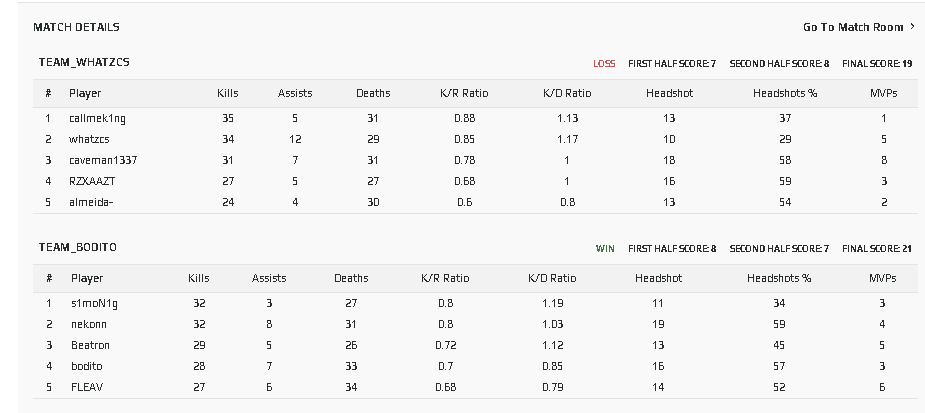 MATCH DETAILS Go To Match Room >
TEAM_WHATZCS LOSS FIRST HALF SCORE: 7 SECOND HALF SCORE: 8 FINAL SCORE: 19
# Player Kills Assists Deaths K/R Ratio K/D Ratio Headshot Headshots % MVPs
1 callmek1ng 35 5 31 0.88 1.13 13 37 1
2 whatzcs 34 12 29 0.85 1.17 10 29 5
3 caveman1337 31 7 31 0.78 1 18 58 8
4 RZXAAZT 27 5 27 0.68 1 16 59 3
5 almeida- 24 4 30 0.6 0.8 13 54 2
TEAM_BODITO WIN FIRST HALF SCORE: 8 SECOND HALF SCORE: 7 FINAL SCORE: 21
# Player Kills Assists Deaths K/R Ratio K/D Ratio Headshot Headshots % MVPs
1 s1moN1g 32 3 27 0.8 1.19 11 34 3
2 nekonn 32 8 31 0.8 1.03 19 59 4
3 Beatron 29 5 26 0.72 1.12 13 45 5
4 bodito 28 7 33 0.7 0.85 16 57 3
5 FLEAV 27 6 34 0.68 0.79 14 52 6